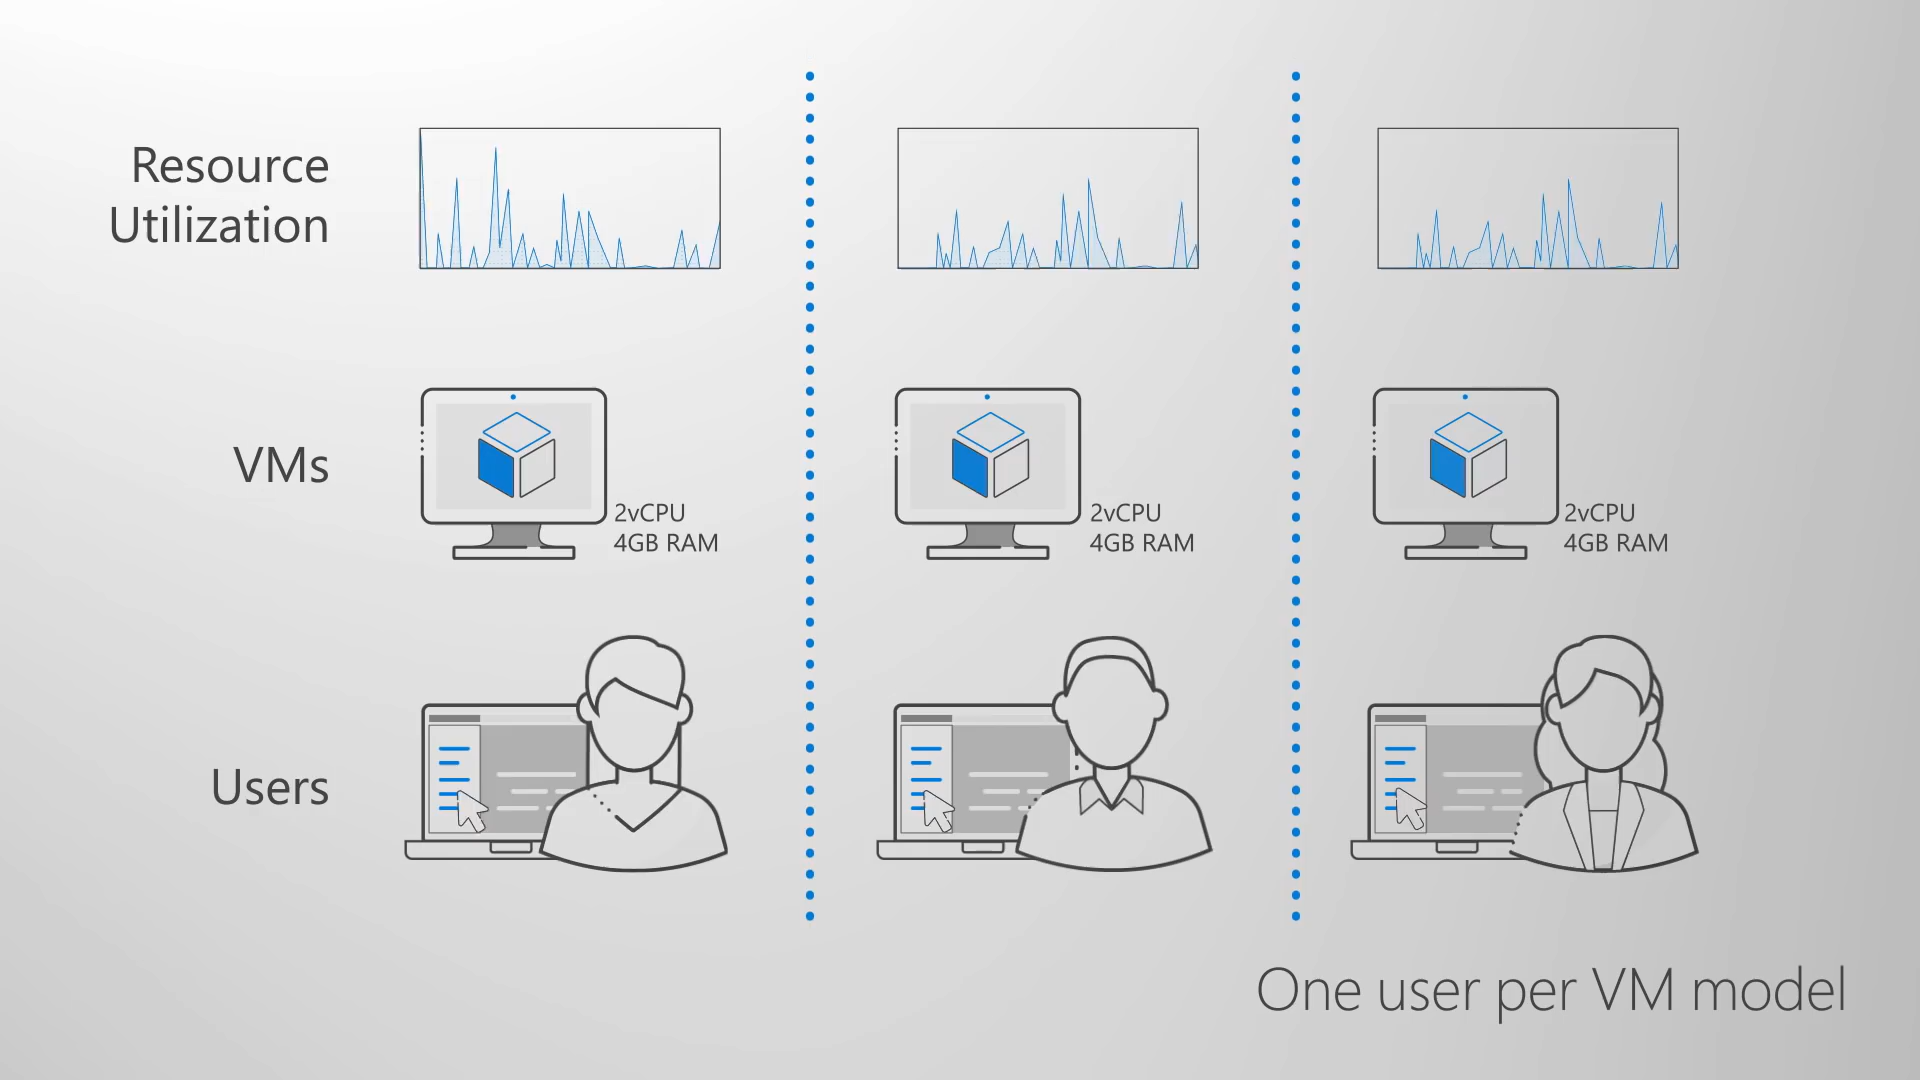 Resource
Utilization
VMs
2vCPU
4GB RAM
2vCPU
4GB RAM
2vCPU
4GB RAM
Users
One user per VM model